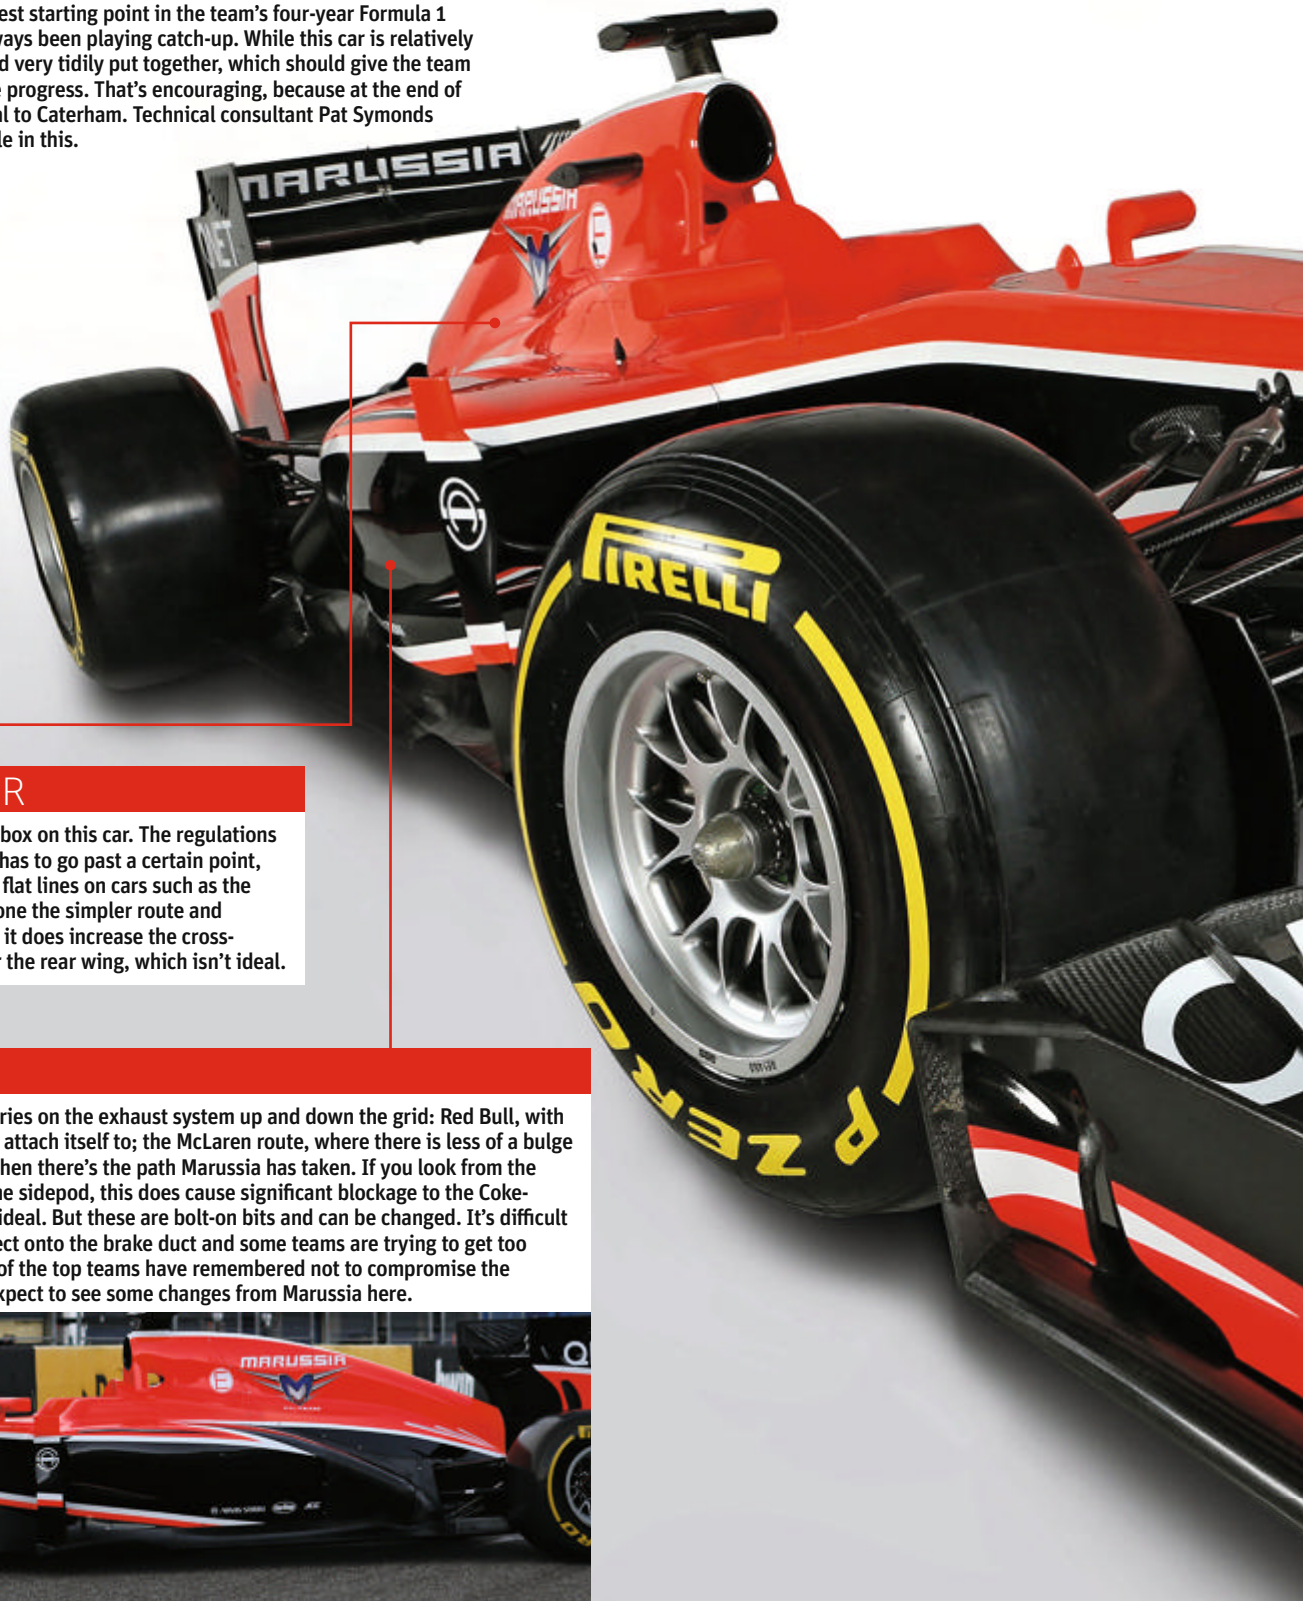 est starting point in the team’s four-year Formula 1
ways been playing catch-up. While this car is relatively
d very tidily put together, which should give the team
e progress. That’s encouraging, because at the end of
al to Caterham. Technical consultant Pat Symonds
le in this.
MARUSSIA
MARUSSIA
NET
PIRELLI
P ZERO
R
box on this car. The regulations
has to go past a certain point,
flat lines on cars such as the
one the simpler route and
it does increase the cross-
r the rear wing, which isn’t ideal.
ries on the exhaust system up and down the grid: Red Bull, with
attach itself to; the McLaren route, where there is less of a bulge
hen there’s the path Marussia has taken. If you look from the
he sidepod, this does cause significant blockage to the Coke-
ideal. But these are bolt-on bits and can be changed. It’s difficult
ect onto the brake duct and some teams are trying to get too
of the top teams have remembered not to compromise the
xpect to see some changes from Marussia here.
MARUSSIA